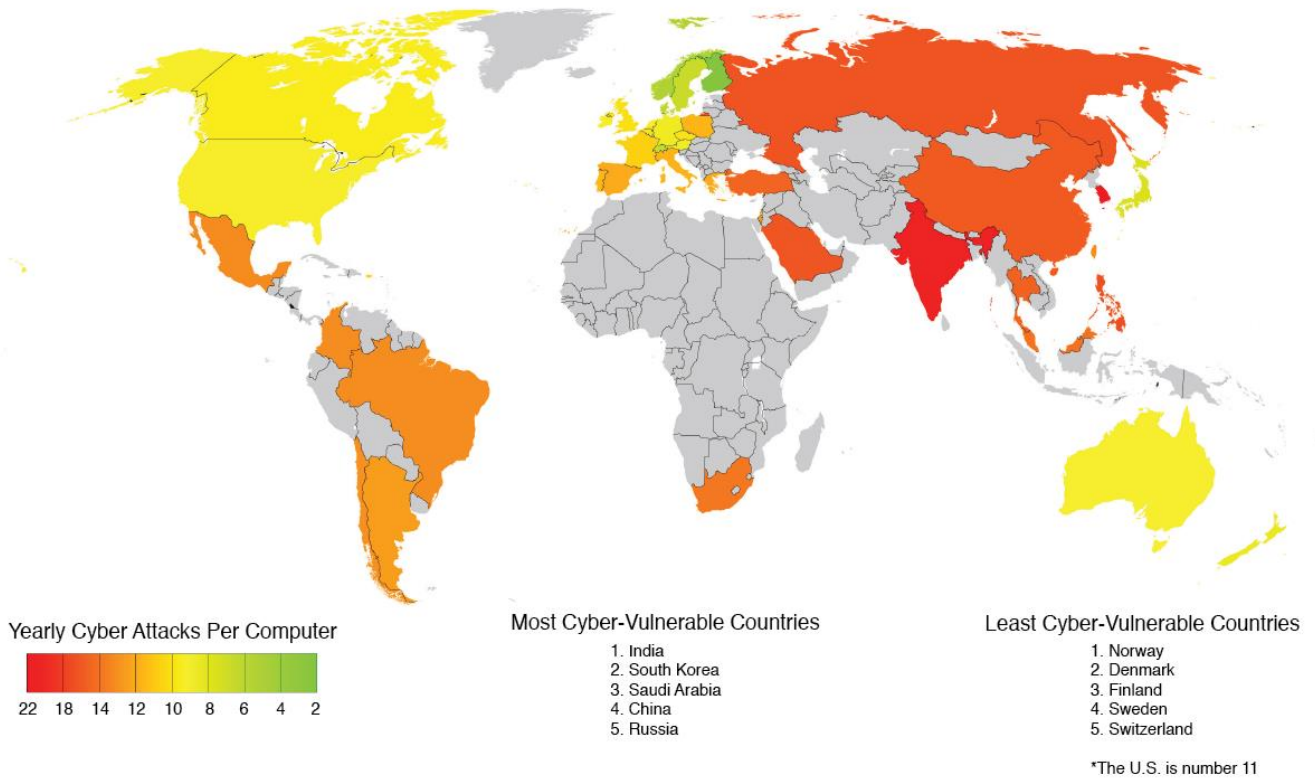 Yearly Cyber Attacks Per Computer
22 18 14 12 10 8 6 4 2
Most Cyber-Vulnerable Countries
1. India
2. South Korea
3. Saudi Arabia
4. China
5. Russia
Least Cyber-Vulnerable Countries
1. Norway
2. Denmark
3. Finland
4. Sweden
5. Switzerland
*The U.S. is number 11